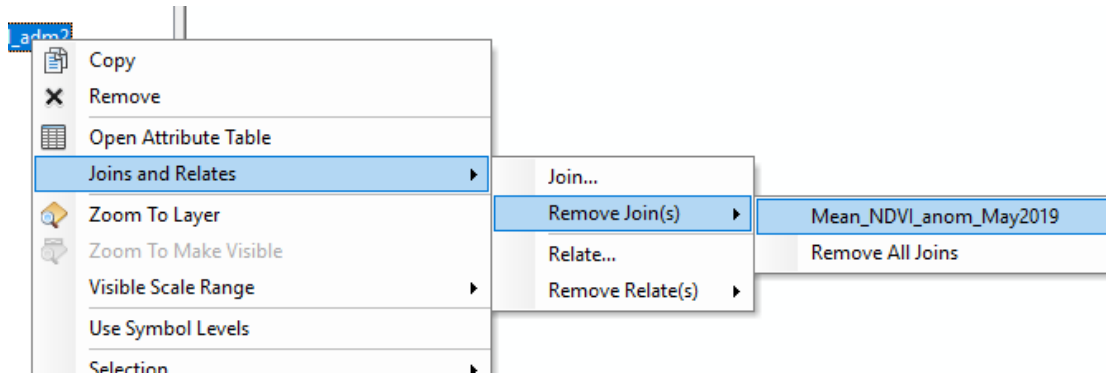 _adm2
Copy
Remove
Open Attribute Table
Joins and Relates
Join...
Zoom To Layer
Remove Join(s)
Mean_NDVI_anom_May2019
Zoom To Make Visible
Relate...
Remove All Joins
Visible Scale Range
Remove Relate(s)
Use Symbol Levels
Selection